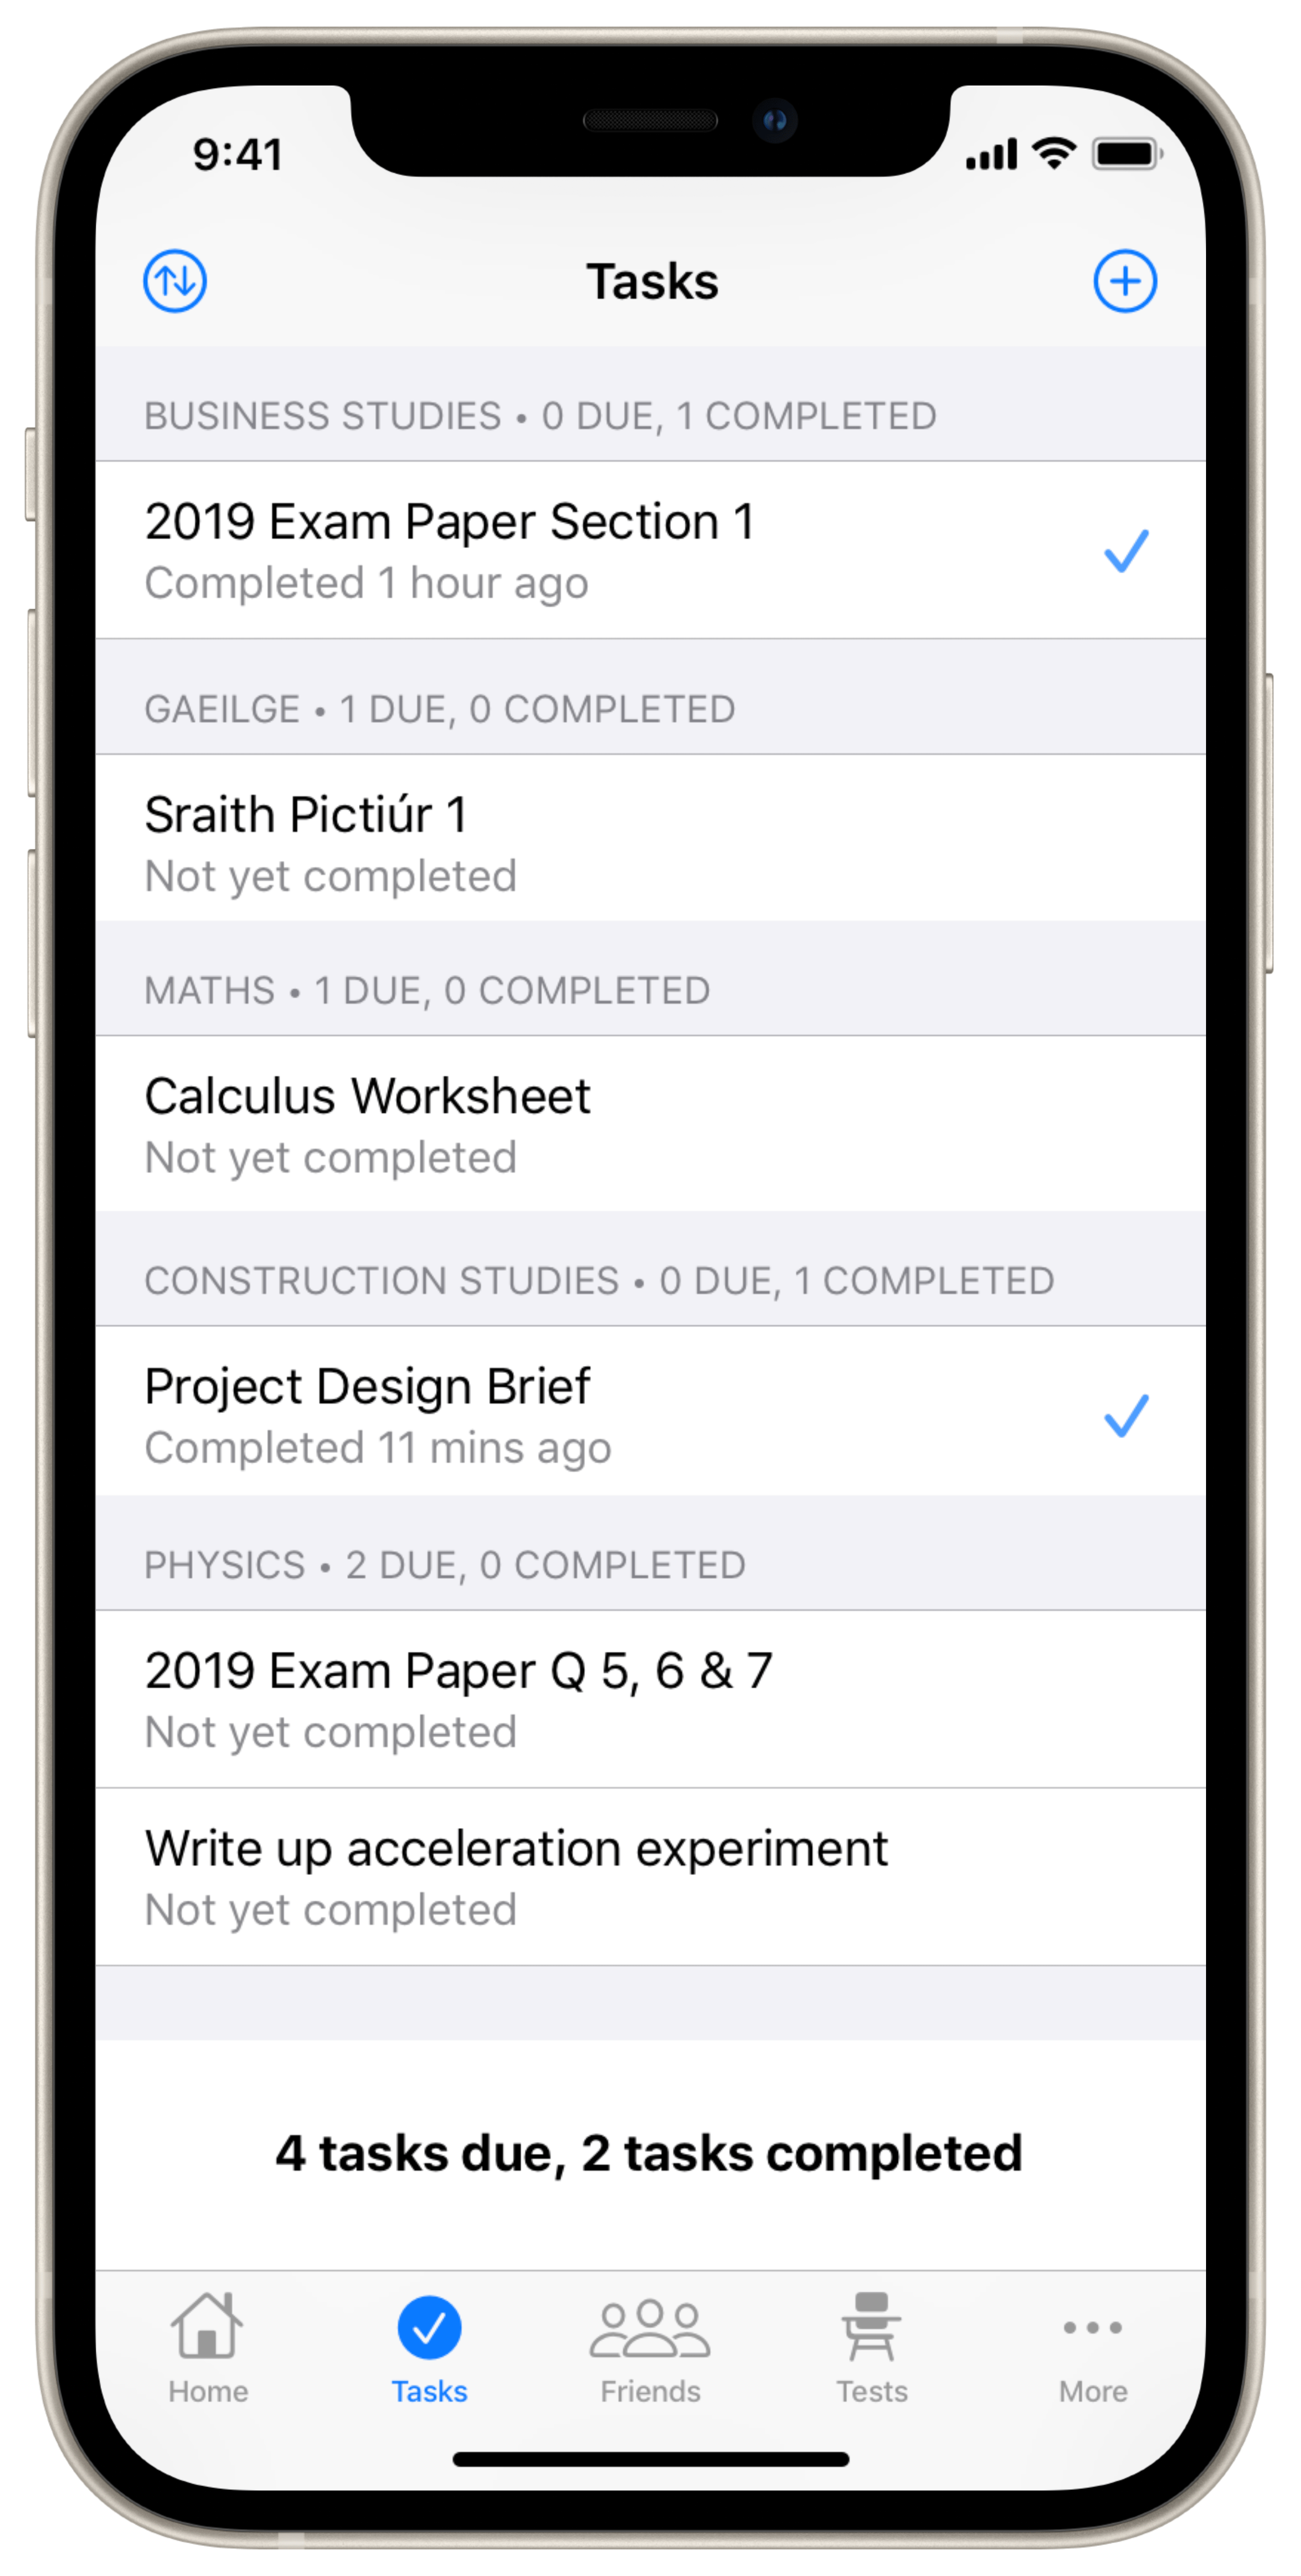 9:41
Tasks
BUSINESS STUDIES • 0 DUE, 1 COMPLETED
2019 Exam Paper Section 1
Completed 1 hour ago
GAEILGE • 1 DUE, 0 COMPLETED
Sraith Pictiúr 1
Not yet completed
MATHS • 1 DUE, 0 COMPLETED
Calculus Worksheet
Not yet completed
CONSTRUCTION STUDIES • 0 DUE, 1 COMPLETED
Project Design Brief
Completed 11 mins ago
PHYSICS • 2 DUE, 0 COMPLETED
2019 Exam Paper Q 5, 6 & 7
Not yet completed
Write up acceleration experiment
Not yet completed
4 tasks due, 2 tasks completed
Home Tasks Friends Tests More